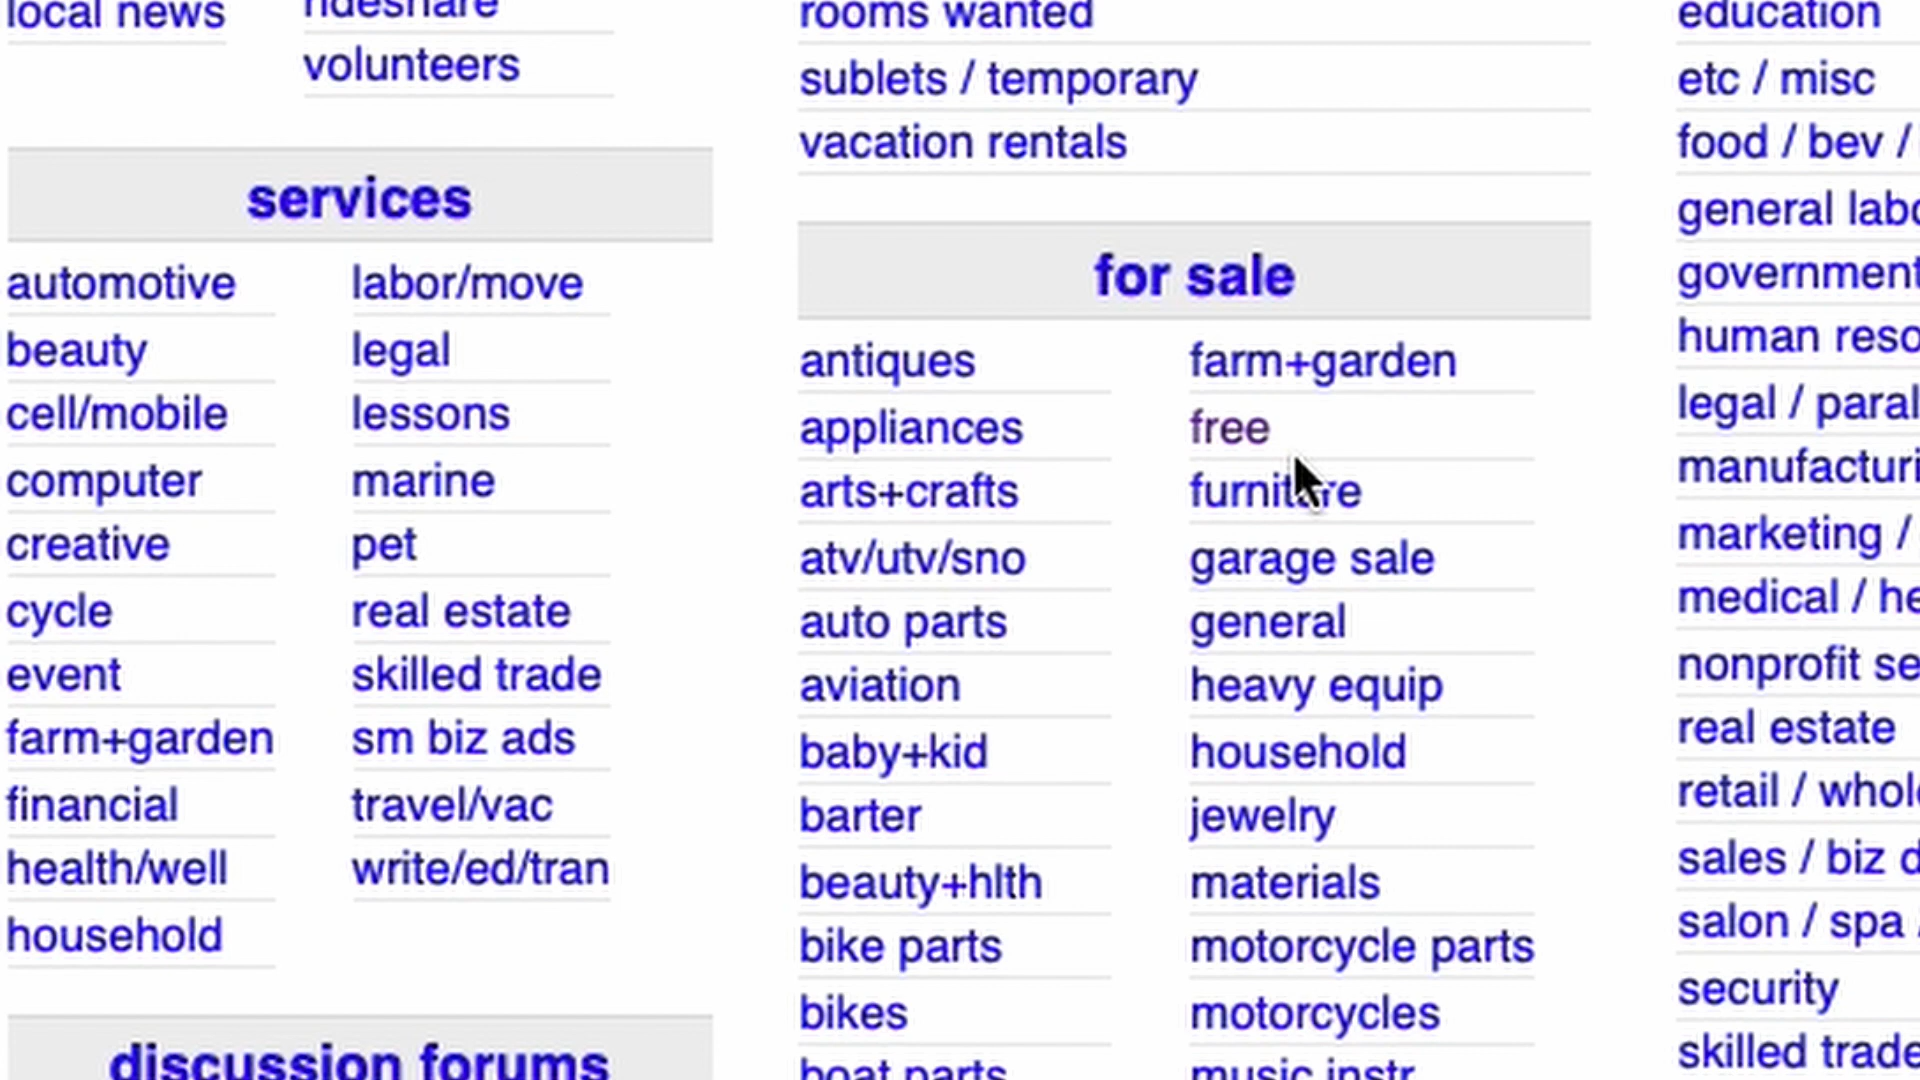 local news
rideshare
volunteers
services
automotive
beauty
cell/mobile
computer
creative
cycle
event
farm+garden
financial
health/well
household
labor/move
legal
lessons
marine
pet
real estate
skilled trade
sm biz ads
travel/vac
write/ed/tran
discussion forums
rooms wanted
sublets / temporary
vacation rentals
for sale
antiques
appliances
arts+crafts
atv/utv/sno
auto parts
aviation
baby+kid
barter
beauty+hlth
bike parts
bikes
boat parts
farm+garden
free
furniture
garage sale
general
heavy equip
household
jewelry
materials
motorcycle parts
motorcycles
music instr
education
etc / misc
food / bev /
general labo
government
human reso
legal / paral
manufacturi
marketing /
medical / he
nonprofit se
real estate
retail / whole
sales / biz d
salon / spa /
security
skilled trade